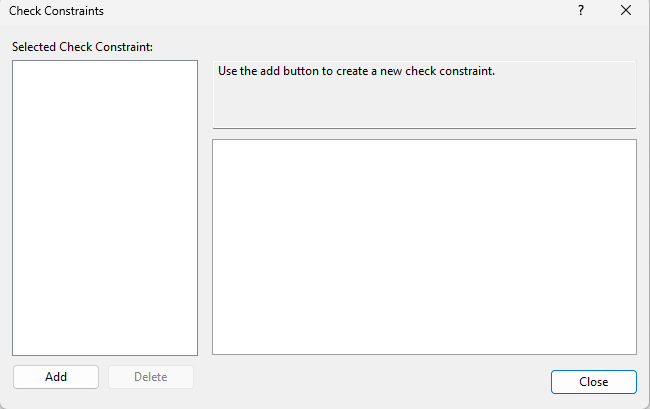 Check Constraints ?
Selected Check Constraint:
Use the add button to create a new check constraint.
Add
Delete
Close